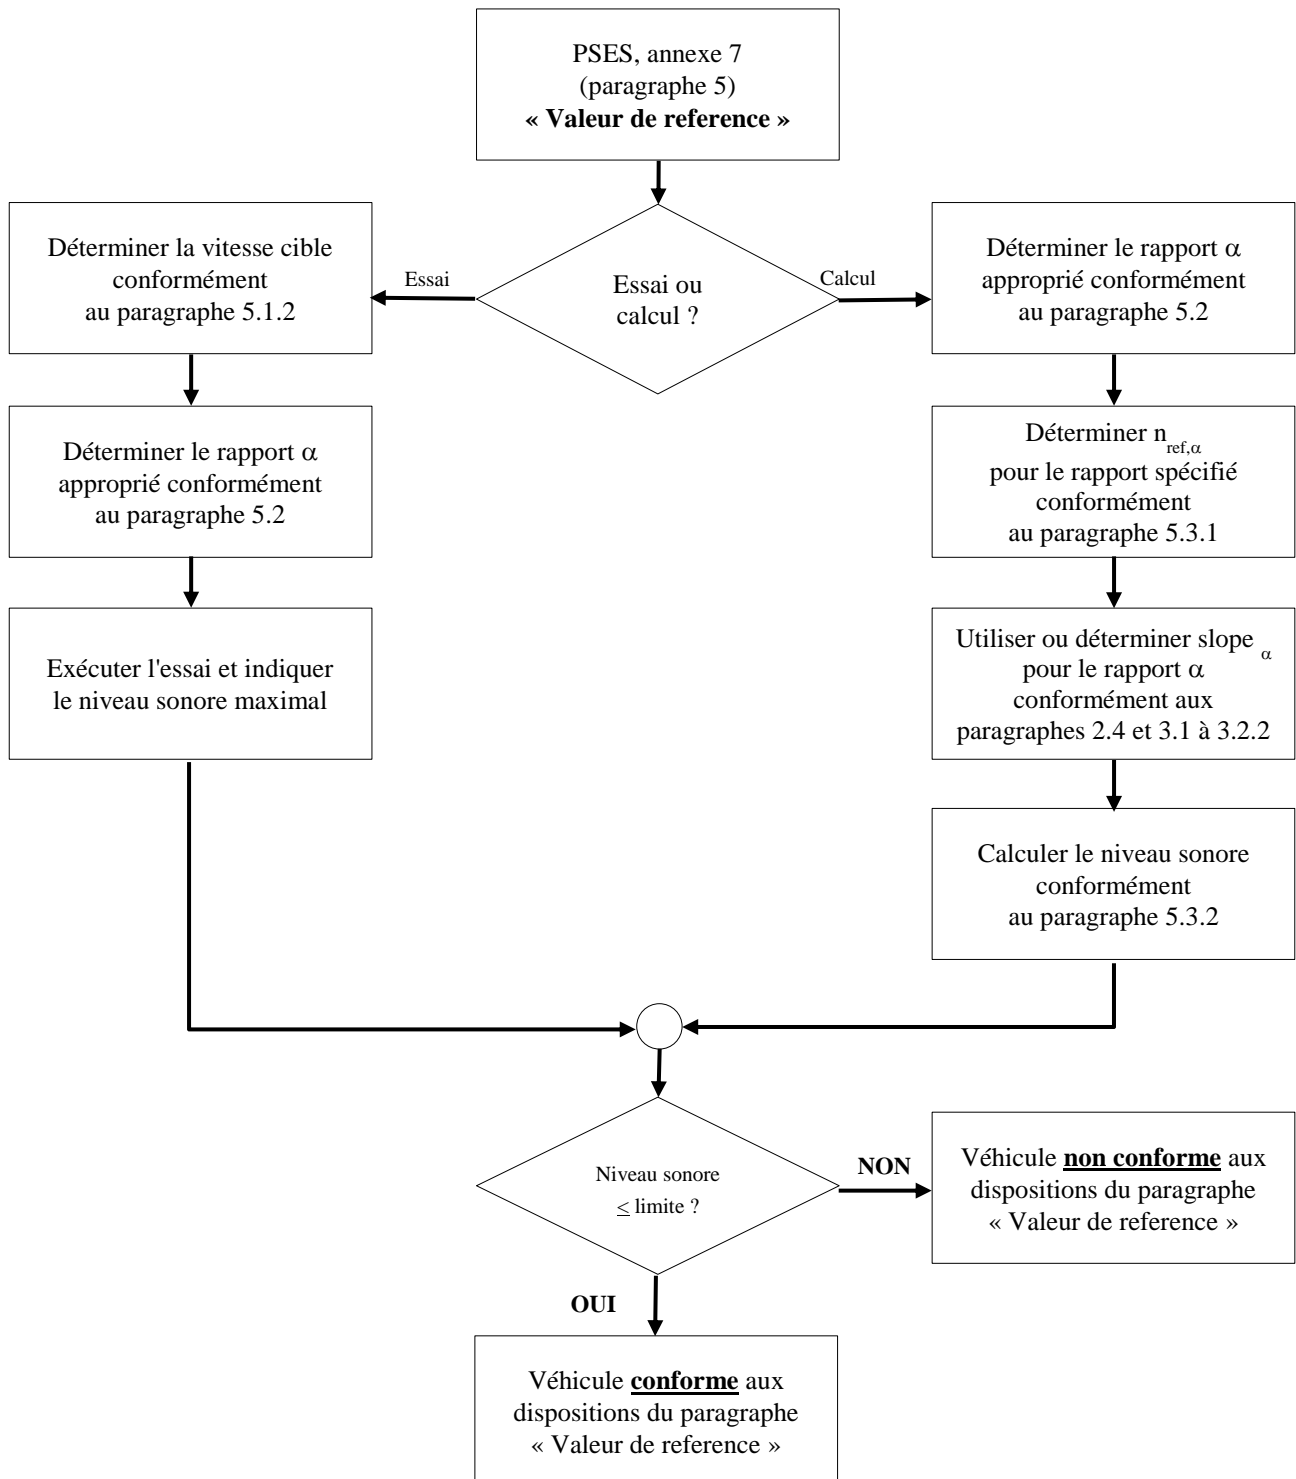 PSES, annexe 7
(paragraphe 5)
« Valeur de reference »
Déterminer la vitesse cible
conformément
au paragraphe 5.1.2
Essai
Essai ou
calcul ?
Calcul
Déterminer le rapport α
approprié conformément
au paragraphe 5.2
Déterminer le rapport α
approprié conformément
au paragraphe 5.2
Déterminer n ref,α
pour le rapport spécifié
conformément
au paragraphe 5.3.1
Exécuter l'essai et indiquer
le niveau sonore maximal
Utiliser ou déterminer slope α
pour le rapport α
conformément aux
paragraphes 2.4 et 3.1 à 3.2.2
Calculer le niveau sonore
conformément
au paragraphe 5.3.2
Niveau sonore
≤ limite ?
NON
Véhicule non conforme aux
dispositions du paragraphe
« Valeur de reference »
OUI
Véhicule conforme aux
dispositions du paragraphe
« Valeur de reference »